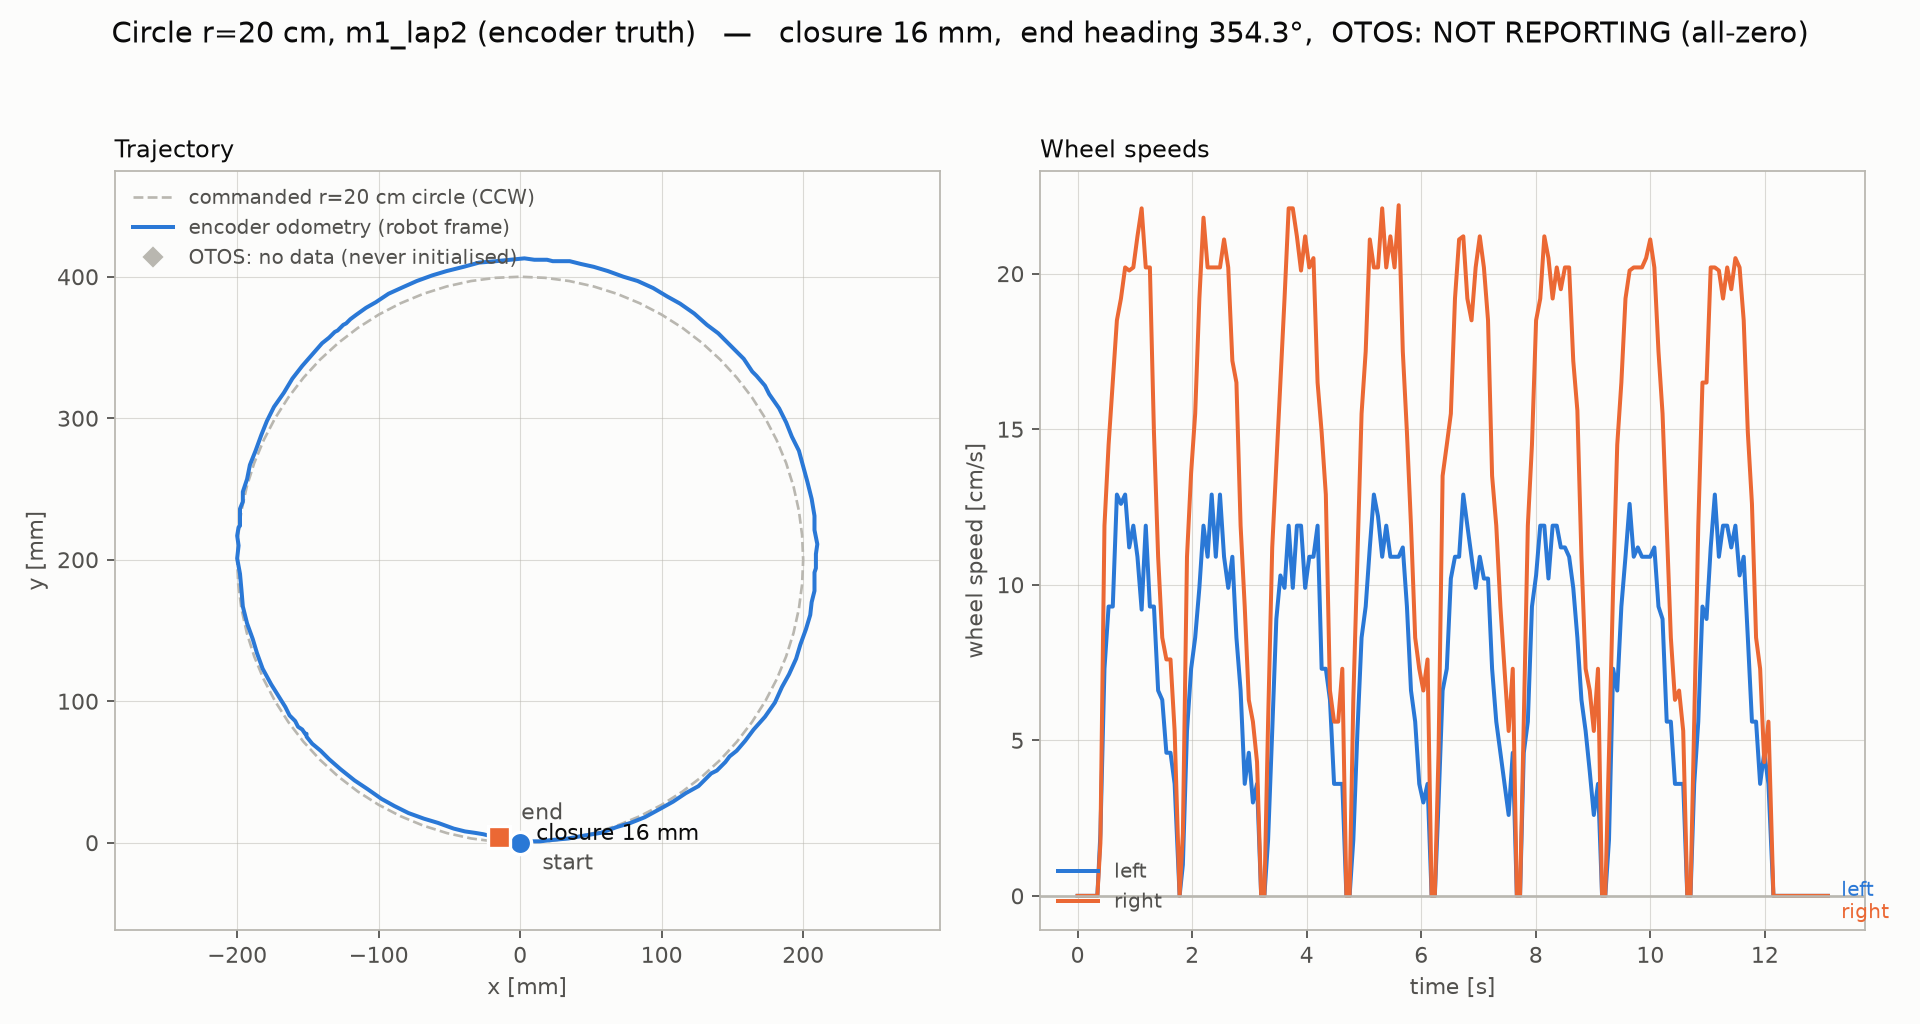 Circle r=20 cm, m1_lap2 (encoder truth) — closure 16 mm, end heading 354.3°, OTOS: NOT REPORTING (all-zero)
Trajectory
commanded r=20 cm circle (CCW)
encoder odometry (robot frame)
OTOS: no data (never initialised)
400
300
200
100
0
y [mm]
end
closure 16 mm
start
−200
−100
0
100
200
x [mm]
Wheel speeds
20
15
10
5
0
wheel speed [cm/s]
left
right
left
right
0
2
4
6
8
10
12
time [s]